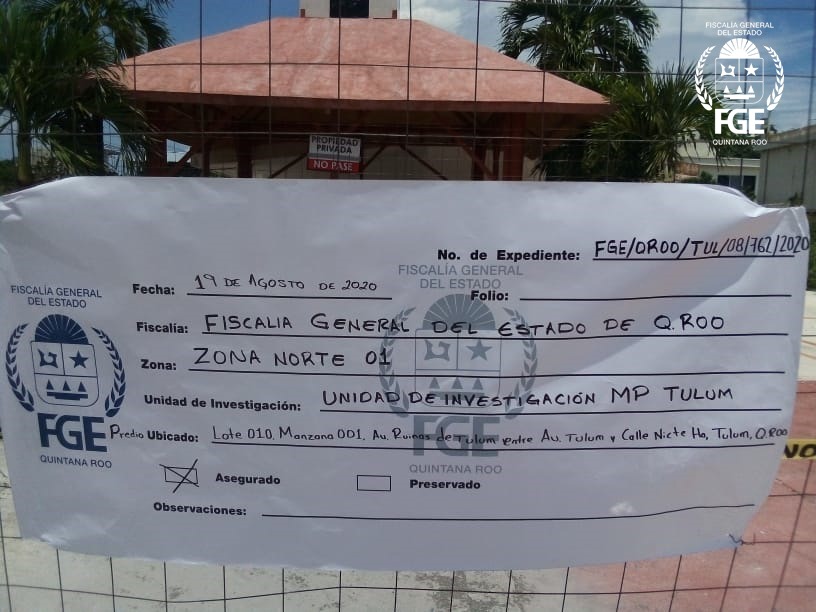 FISCALIA GENERAL
DEL ESTADO
FGE
QUINTANA ROO
PROPIEDAD
PRIVADA
NO PASE
No. de Expediente: FGE/QROO/TUL/08/762/2020
FISCALÍA GENERAL
DEL ESTADO
Fecha: 19 DE AGOSTO DE 2020
Folio:
FISCALÍA GENERAL
DEL ESTADO
Fiscalía: FISCALIA GENERAL DEL ESTADO DE Q.ROO
Zona: ZONA NORTE 01
Unidad de Investigación: UNIDAD DE INVESTIGACIÓN MP TULUM
FGE
QUINTANA ROO
Predio Ubicado: Lote 010, Manzana 001, Av. Ruinas de Tulum entre Av. Tulum y Calle Nicte Ha, Tulum, Q.Roo
FGE
QUINTANA ROO
Asegurado
Preservado
Observaciones:
NO